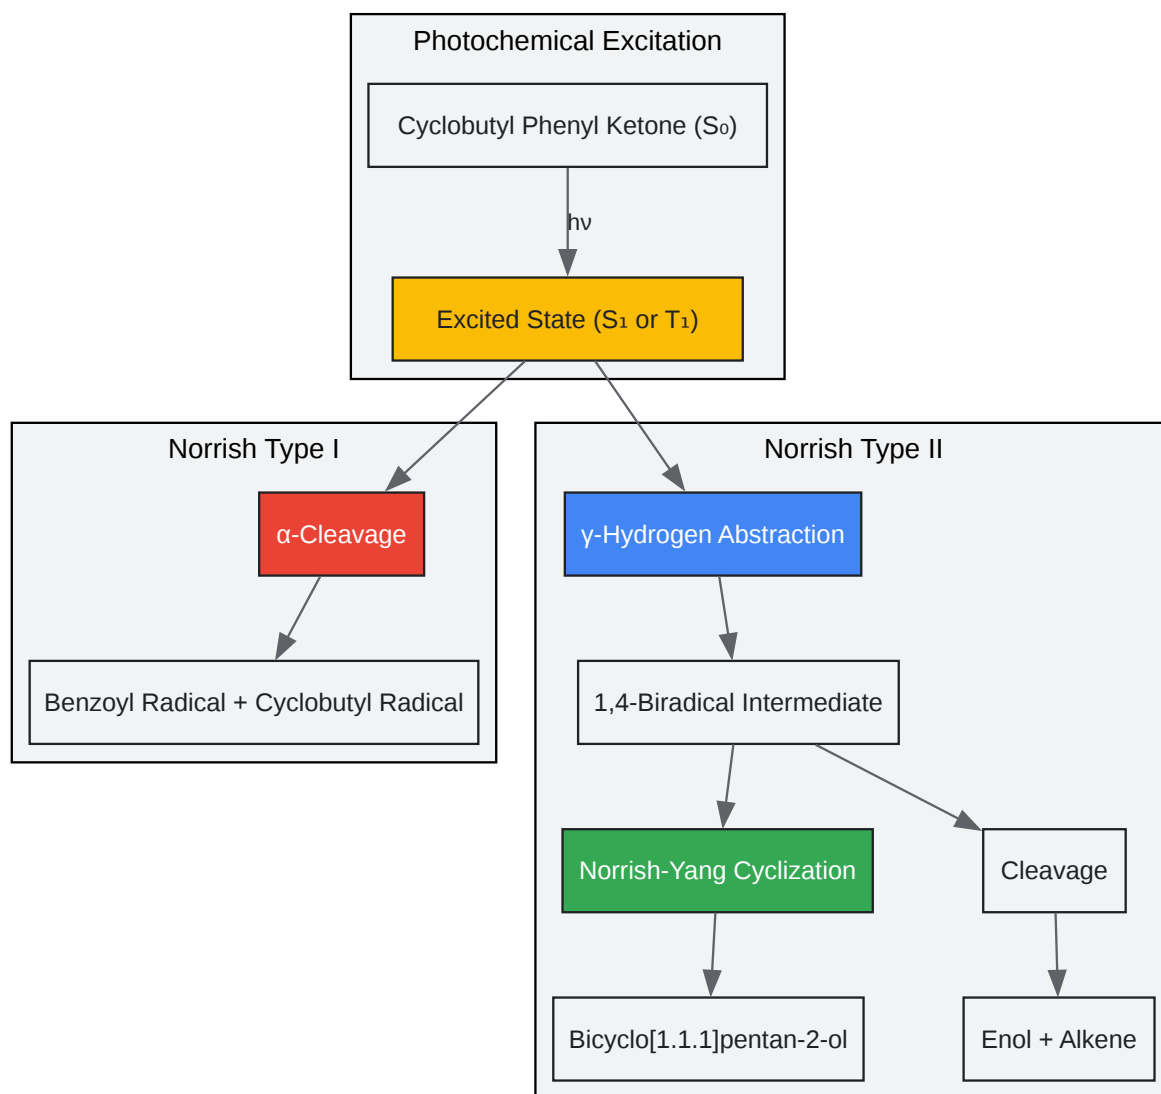 Photochemical Excitation
Cyclobutyl Phenyl Ketone (S₀)
hν
Excited State (S₁ or T₁)
Norrish Type I
α-Cleavage
Benzoyl Radical + Cyclobutyl Radical
Norrish Type II
γ-Hydrogen Abstraction
1,4-Biradical Intermediate
Norrish-Yang Cyclization
Cleavage
Bicyclo[1.1.1]pentan-2-ol
Enol + Alkene